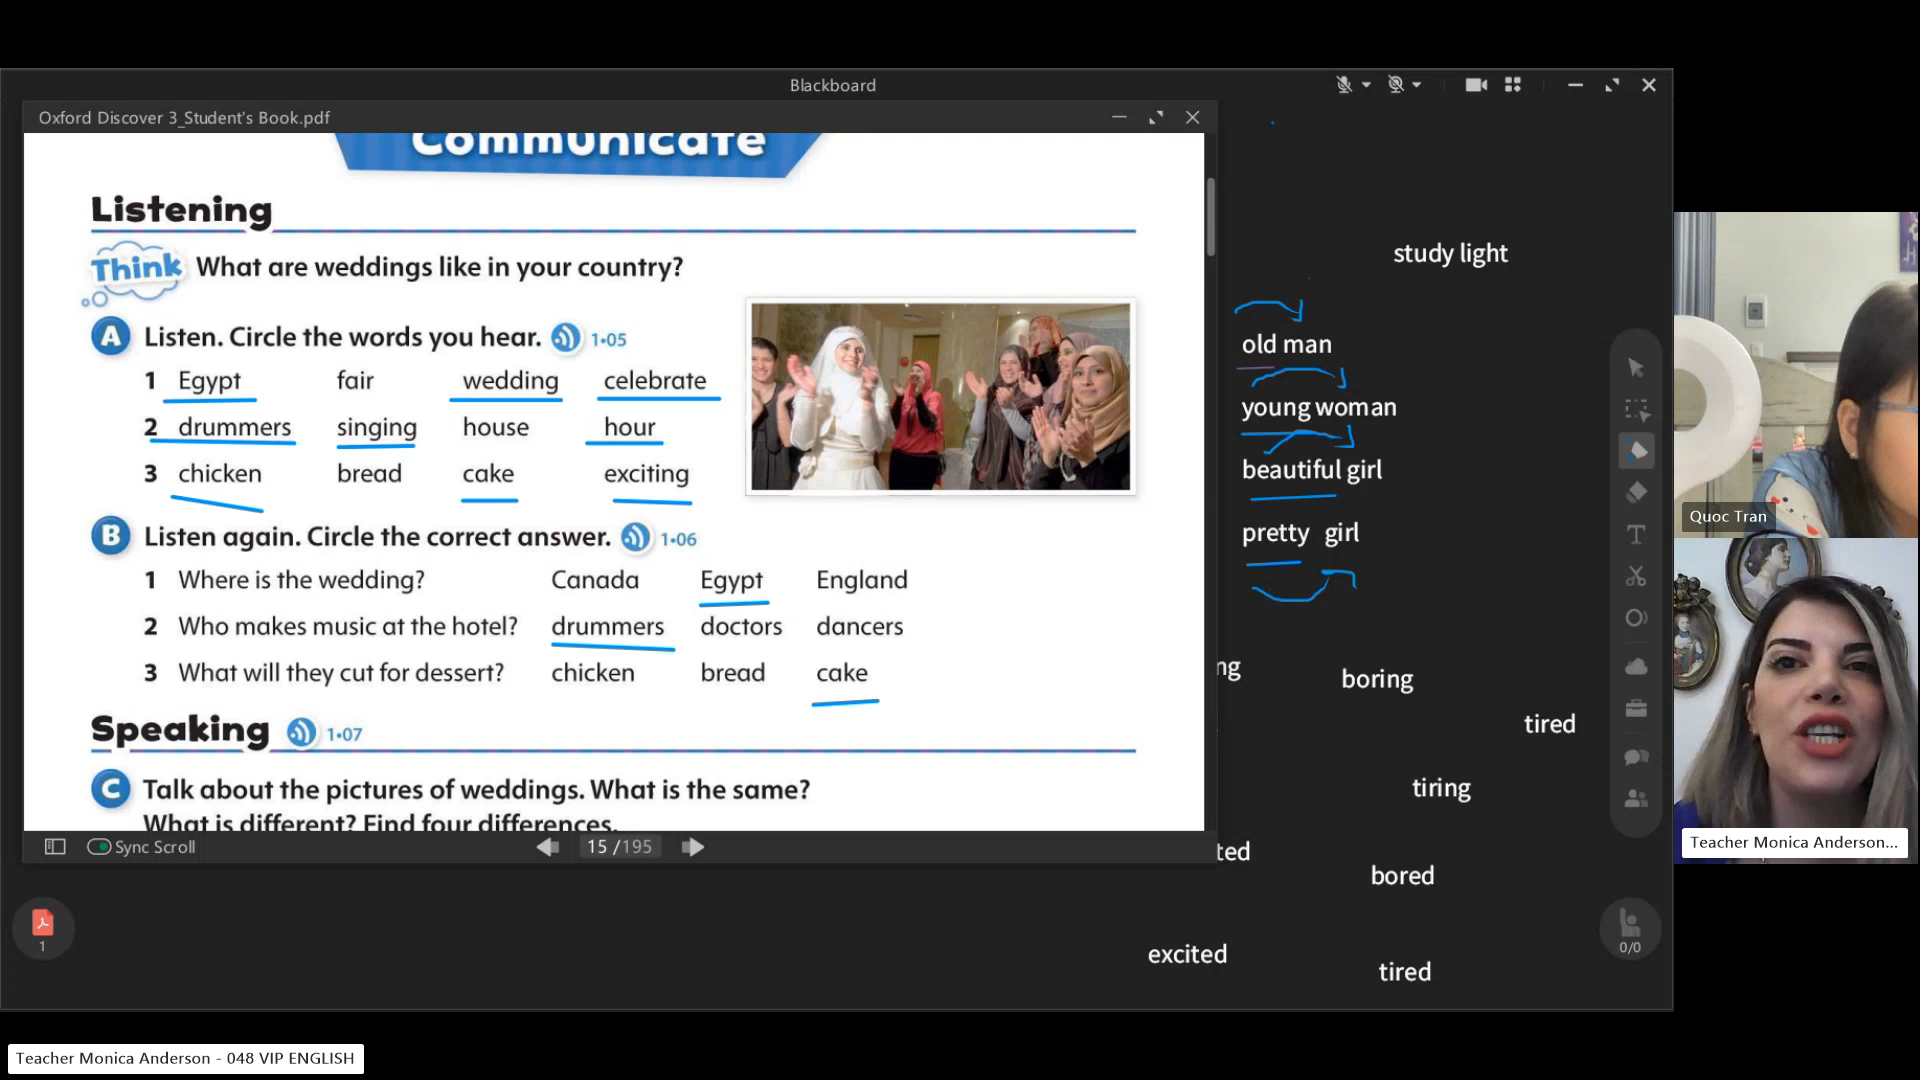 Blackboard
Oxford Discover 3_Student's Book.pdf
Communicate
Listening
Think What are weddings like in your country?
A Listen. Circle the words you hear. 1•05
1 Egypt fair wedding celebrate
2 drummers singing house hour
3 chicken bread cake exciting
B Listen again. Circle the correct answer. 1•06
1 Where is the wedding? Canada Egypt England
2 Who makes music at the hotel? drummers doctors dancers
3 What will they cut for dessert? chicken bread cake
Speaking 1•07
C Talk about the pictures of weddings. What is the same?
What is different? Find four differences.
Sync Scroll
15 /195
1
study light
old man
young woman
beautiful girl
pretty girl
ng
boring
tired
tiring
ted
bored
excited
tired
T
0/0
Quoc Tran
Teacher Monica Anderson...
Teacher Monica Anderson - 048 VIP ENGLISH